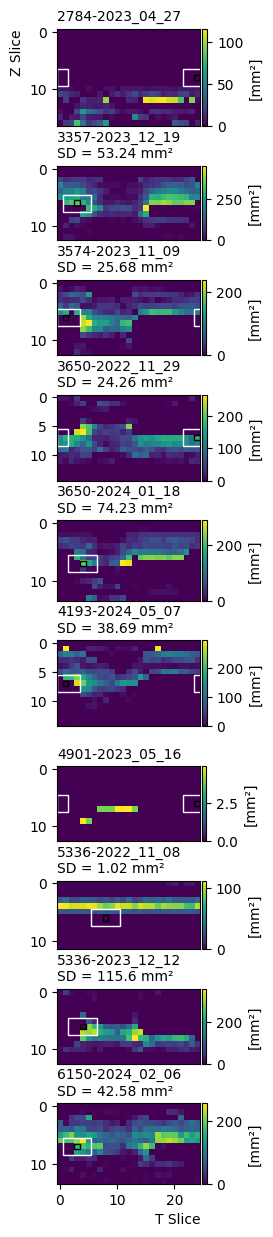 2784-2023_04_27
Z Slice
0
10
100
50
0
[mm²]
3357-2023_12_19
SD = 53.24 mm²
0
10
250
0
[mm²]
3574-2023_11_09
SD = 25.68 mm²
0
10
200
0
[mm²]
3650-2022_11_29
SD = 24.26 mm²
0
5
15
200
100
0
[mm²]
3650-2024_01_18
SD = 74.23 mm²
0
10
200
0
[mm²]
4193-2024_05_07
SD = 38.69 mm²
0
5
10
200
100
0
[mm²]
4901-2023_05_16
0
10
2.5
0.0
[mm²]
5336-2022_11_08
SD = 1.02 mm²
0
10
100
0
[mm²]
5336-2023_12_12
SD = 115.6 mm²
0
10
200
0
[mm²]
6150-2024_02_06
SD = 42.58 mm²
0
10
200
0
[mm²]
0
10
20
T Slice